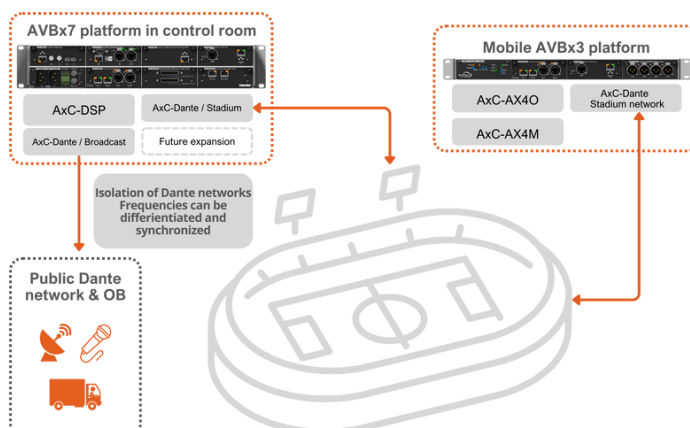 AVBx7 platform in control room
AxC-DSP
AxC-Dante / Stadium
AxC-Dante / Broadcast
Future expansion
Isolation of Dante networks
Frequencies can be
differientiated and
synchronized
Public Dante
network & OB
Mobile AVBx3 platform
AxC-AX4O
AxC-Dante
Stadium network
AxC-AX4M